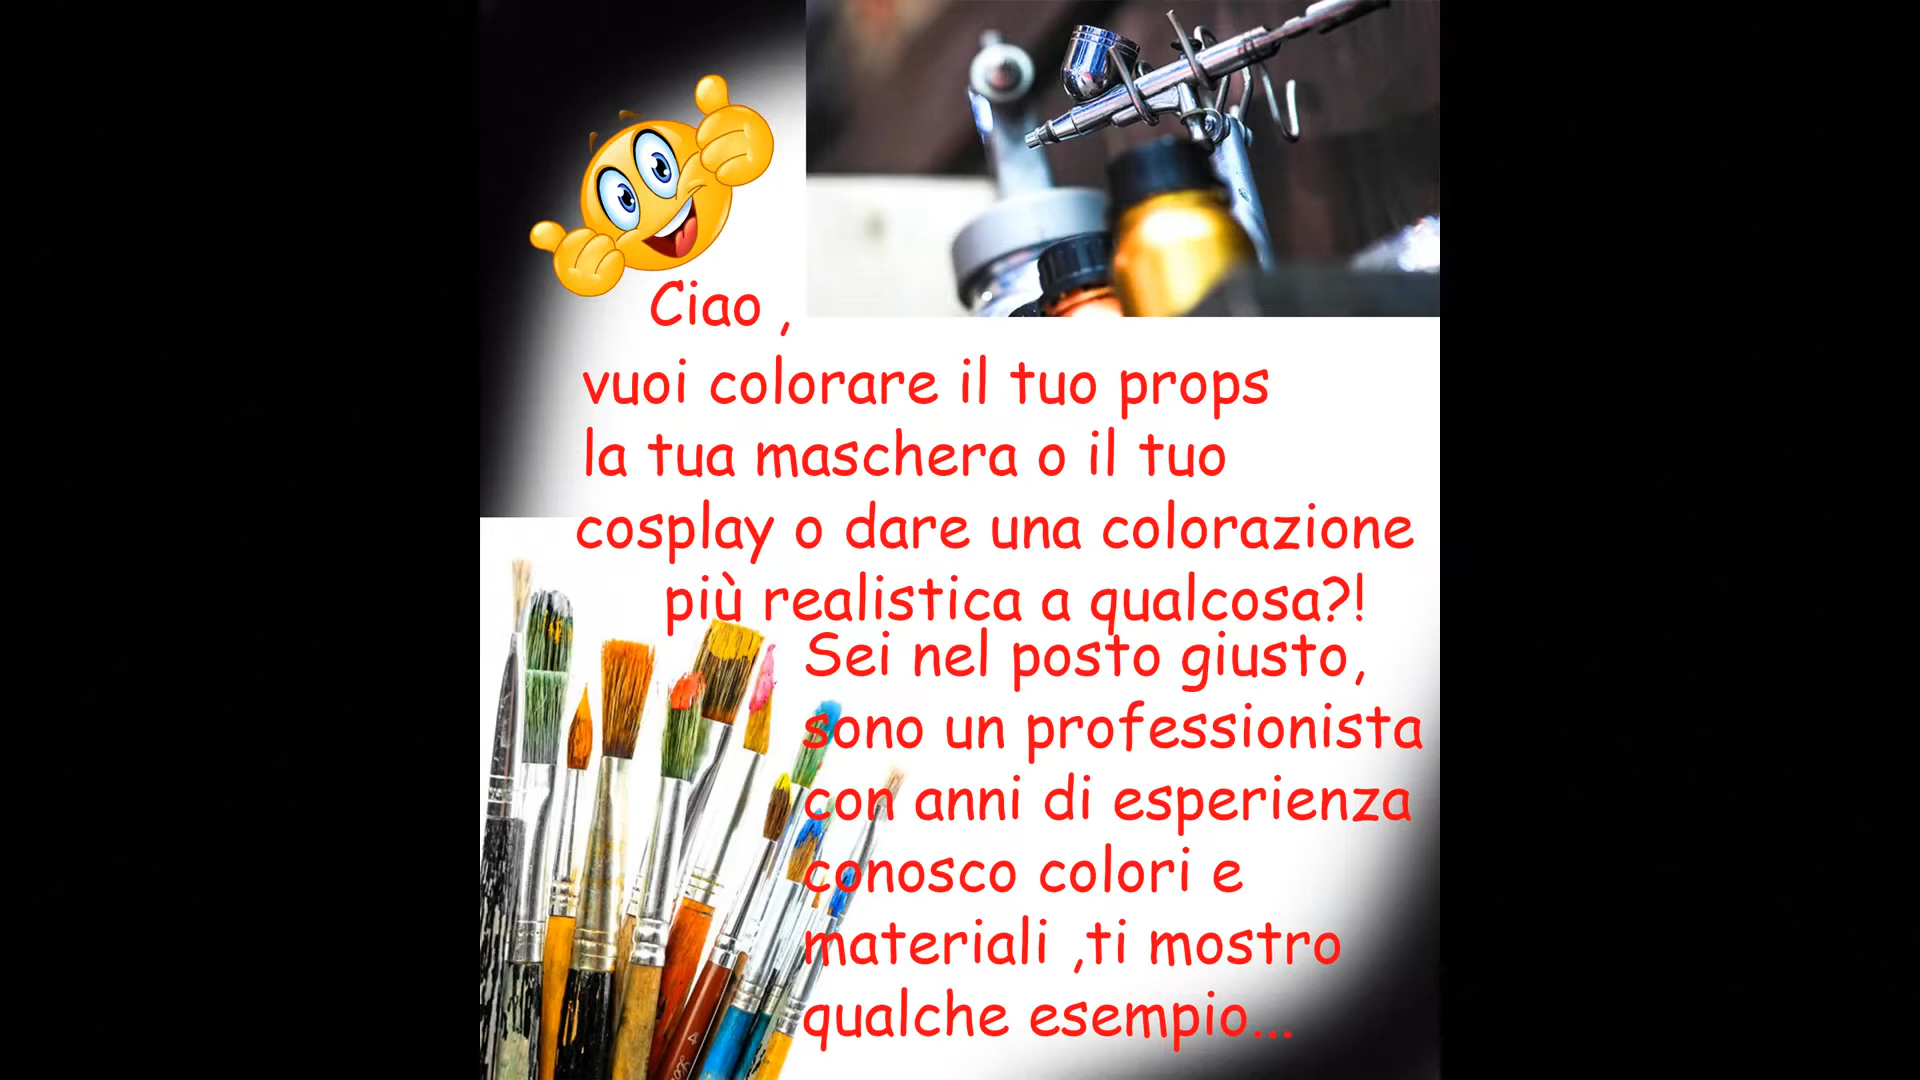 Ciao ,
vuoi colorare il tuo props
la tua maschera o il tuo
cosplay o dare una colorazione
più realistica a qualcosa?!
Sei nel posto giusto,
sono un professionista
con anni di esperienza
conosco colori e
materiali ,ti mostro
qualche esempio...